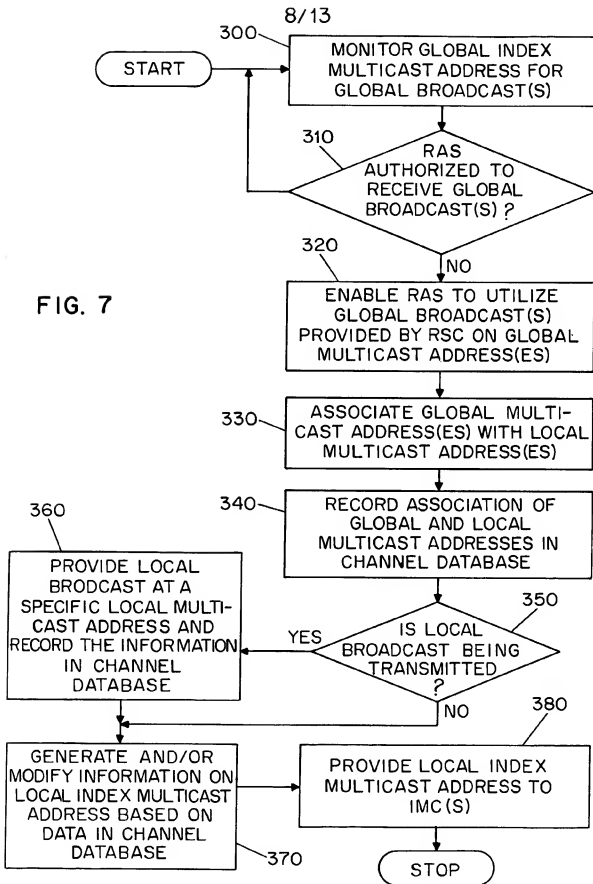 8/13
300
START
MONITOR GLOBAL INDEX
MULTICAST ADDRESS FOR
GLOBAL BROADCAST(S)
310
RAS
AUTHORIZED TO
RECEIVE GLOBAL
BROADCAST(S) ?
NO
320
FIG. 7
ENABLE RAS TO UTILIZE
GLOBAL BROADCAST(S)
PROVIDED BY RSC ON GLOBAL
MULTICAST ADDRESS(ES)
330
ASSOCIATE GLOBAL MULTI-
CAST ADDRESS(ES) WITH LOCAL
MULTICAST ADDRESS(ES)
340
RECORD ASSOCIATION OF
GLOBAL AND LOCAL
MULTICAST ADDRESSES IN
CHANNEL DATABASE
350
IS LOCAL
BROADCAST BEING
TRANSMITTED
?
YES
NO
360
PROVIDE LOCAL
BRODCAST AT A
SPECIFIC LOCAL MULTI-
CAST ADDRESS AND
RECORD THE INFORMATION
IN CHANNEL
DATABASE
GENERATE AND/OR
MODIFY INFORMATION ON
LOCAL INDEX MULTICAST
ADDRESS BASED ON
DATA IN CHANNEL
DATABASE
370
380
PROVIDE LOCAL INDEX
MULTICAST ADDRESS TO
IMC(S)
STOP